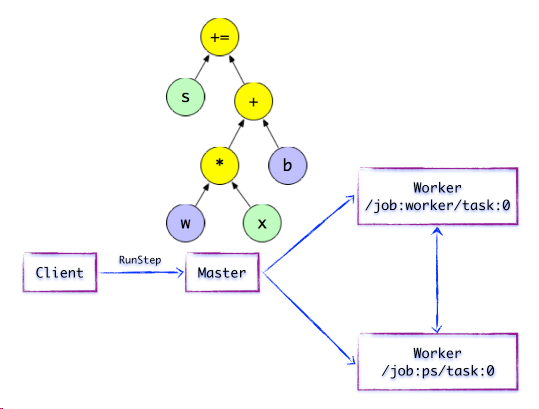 +=
s
+
*
b
w
x
Worker
/job:worker/task:0
RunStep
Client
Master
Worker
/job:ps/task:0